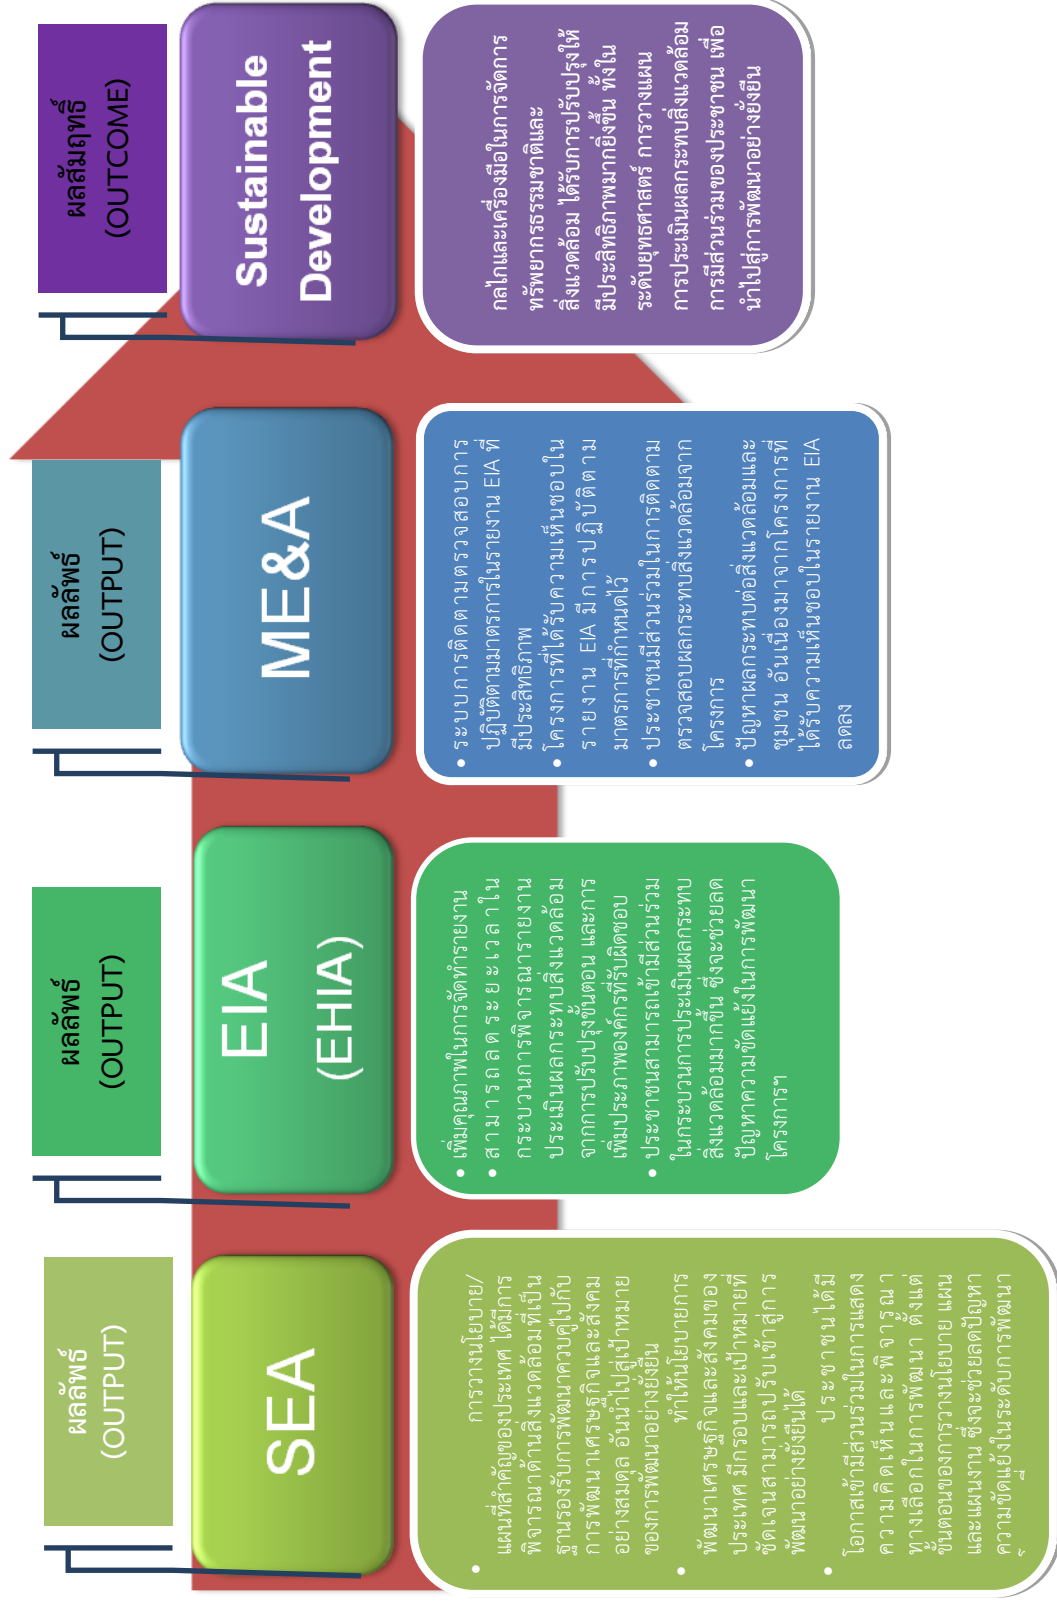 ผลลัพธ์
(OUTPUT)
SEA
• การวางนโยบาย/
แผนที่สำคัญของประเทศ ได้มีการ
พิจารณาด้านสิ่งแวดล้อมที่เป็น
ฐานรองรับการพัฒนาควบคู่ไปกับ
การพัฒนาเศรษฐกิจและสังคม
อย่างสมดุล อันนำไปสู่เป้าหมาย
ของการพัฒนาอย่างยั่งยืน
• ทำให้นโยบายการ
พัฒนาเศรษฐกิจและสังคมของ
ประเทศ มีกรอบและเป้าหมายที่
ชัดเจนสามารถปรับเข้าสู่การ
พัฒนาอย่างยั่งยืนได้
• ประชาชนได้มี
โอกาสเข้ามีส่วนร่วมในการแสดง
ความคิดเห็นและพิจารณา
ทางเลือกในการพัฒนา ตั้งแต่
ขั้นตอนของการวางนโยบาย แผน
และแผนงาน ซึ่งจะช่วยลดปัญหา
ความขัดแย้งในระดับการพัฒนา
ผลลัพธ์
(OUTPUT)
EIA
(EHIA)
• เพิ่มคุณภาพในการจัดทำรายงาน
• สามารถลดระยะเวลาใน
กระบวนการพิจารณารายงาน
ประเมินผลกระทบสิ่งแวดล้อม
จากการปรับปรุงขั้นตอน และการ
เพิ่มประภาพองค์กรที่รับผิดชอบ
• ประชาชนสามารถเข้ามีส่วนร่วม
ในกระบวนการประเมินผลกระทบ
สิ่งแวดล้อมมากขึ้น ซึ่งจะช่วยลด
ปัญหาความขัดแย้งในการพัฒนา
โครงการฯ
ผลลัพธ์
(OUTPUT)
ME&A
• ระบบการติดตามตรวจสอบการ
ปฏิบัติตามมาตรการในรายงาน EIA ที่
มีประสิทธิภาพ
• โครงการที่ได้รับความเห็นชอบใน
รายงาน EIA มีการปฏิบัติตาม
มาตรการที่กำหนดไว้
• ประชาชนมีส่วนร่วมในการติดตาม
ตรวจสอบผลกระทบสิ่งแวดล้อมจาก
โครงการ
• ปัญหาผลกระทบต่อสิ่งแวดล้อมและ
ชุมชน อันเนื่องมาจากโครงการที่
ได้รับความเห็นชอบในรายงาน EIA
ลดลง
ผลสัมฤทธิ์
(OUTCOME)
Sustainable
Development
กลไกและเครื่องมือในการจัดการ
ทรัพยากรธรรมชาติและ
สิ่งแวดล้อม ได้รับการปรับปรุงให้
มีประสิทธิภาพมากยิ่งขึ้น ทั้งใน
ระดับยุทธศาสตร์ การวางแผน
การประเมินผลกระทบสิ่งแวดล้อม
การมีส่วนร่วมของประชาชน เพื่อ
นำไปสู่การพัฒนาอย่างยั่งยืน